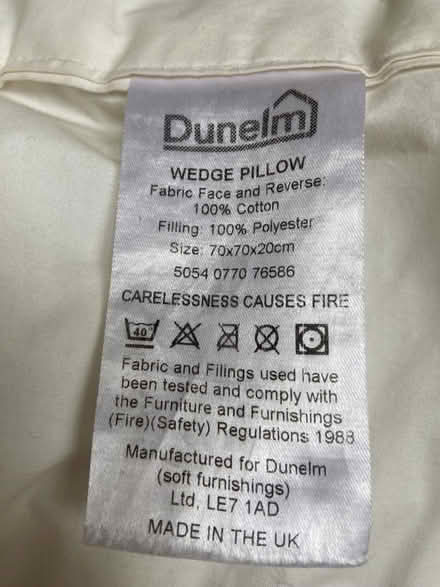 Dunelm
WEDGE PILLOW
Fabric Face and Reverse:
100% Cotton
Filling: 100% Polyester
Size: 70x70x20cm
5054 0770 76586
CARELESSNESS CAUSES FIRE
40°
Fabric and Filings used have
been tested and comply with
the Furniture and Furnishings
(Fire)(Safety) Regulations 1988
Manufactured for Dunelm
(soft furnishings)
Ltd, LE7 1AD
MADE IN THE UK